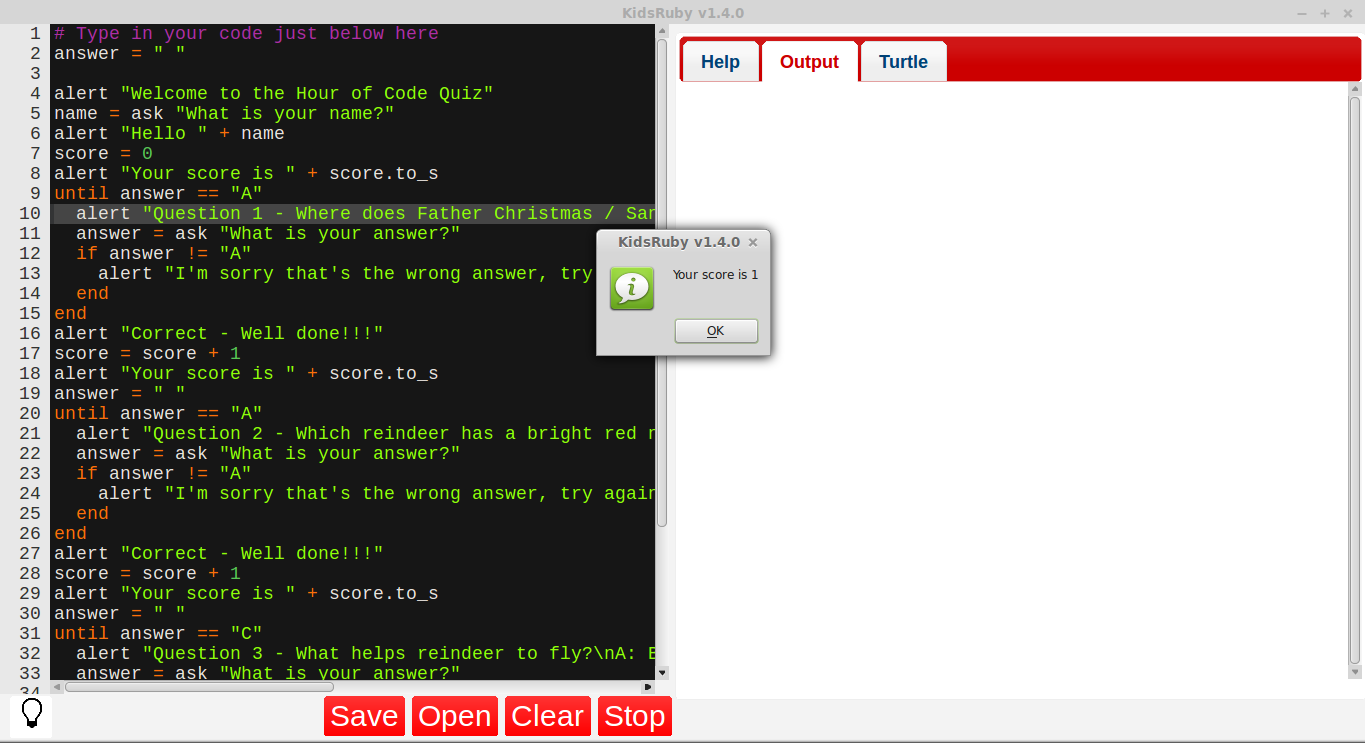 KidsRuby v1.4.0
1 # Type in your code just below here
2 answer = " "
3
4 alert "Welcome to the Hour of Code Quiz"
5 name = ask "What is your name?"
6 alert "Hello " + name
7 score = 0
8 alert "Your score is " + score.to_s
9 until answer == "A"
10 alert "Question 1 - Where does Father Christmas /
11 answer = ask "What is your answer?"
12 if answer != "A"
13 alert "I'm sorry that's the wrong answer, try
14 end
15 end
16 alert "Correct - Well done!!!"
17 score = score + 1
18 alert "Your score is " + score.to_s
19 answer = " "
20 until answer == "A"
21 alert "Question 2 - Which reindeer has a bright red
22 answer = ask "What is your answer?"
23 if answer != "A"
24 alert "I'm sorry that's the wrong answer, try again
25 end
26 end
27 alert "Correct - Well done!!!"
28 score = score + 1
29 alert "Your score is " + score.to_s
30 answer = " "
31 until answer == "C"
32 alert "Question 3 - What helps reindeer to fly?\nA:
33 answer = ask "What is your answer?"
34
Help Output Turtle
KidsRuby v1.4.0
Your score is 1
OK
Save Open Clear Stop